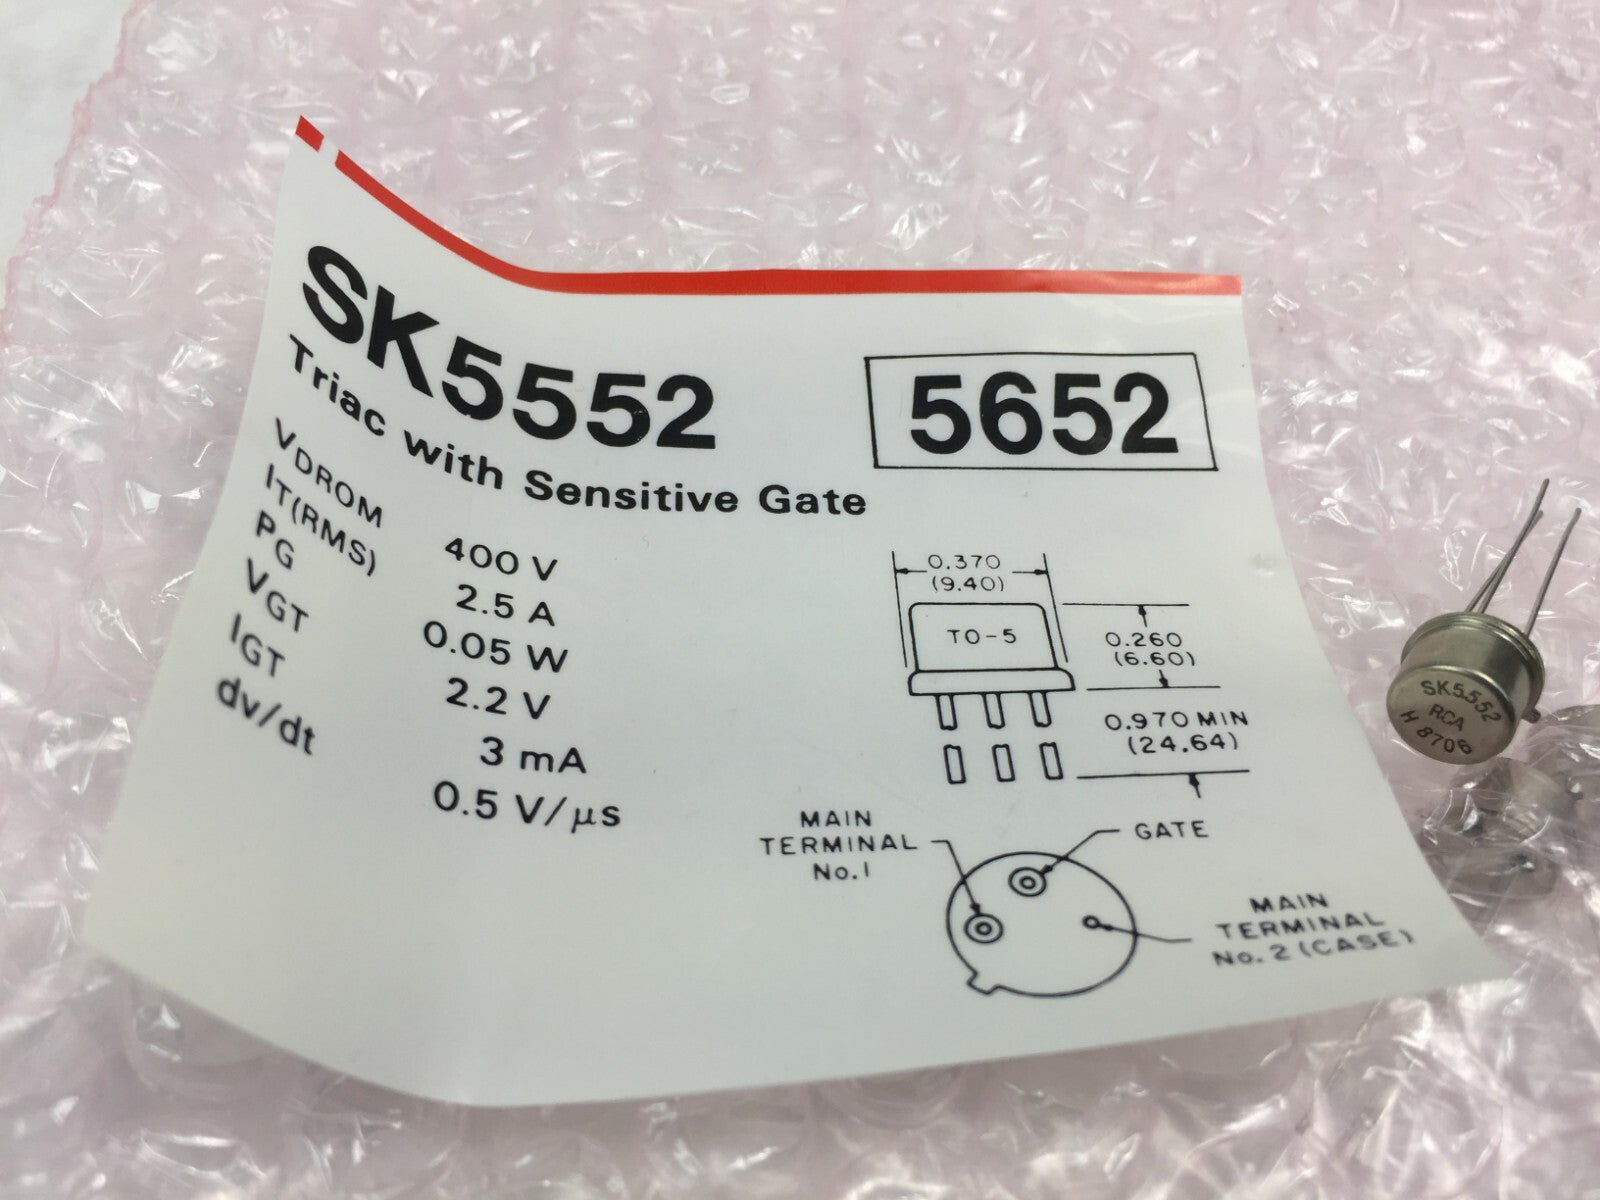 SK5552
5652
Triac with Sensitive Gate
VDROM 400 V
IT(RMS) 2.5 A
PG 0.05 W
VGT 2.2 V
IGT 3 mA
dv/dt 0.5 V/μs
0.370
(9.40)
TO-5
0.260
(6.60)
0.970 MIN
(24.64)
MAIN
TERMINAL
No.1
GATE
MAIN
TERMINAL
No. 2 (CASE)
SK5552
RCA
H 8706